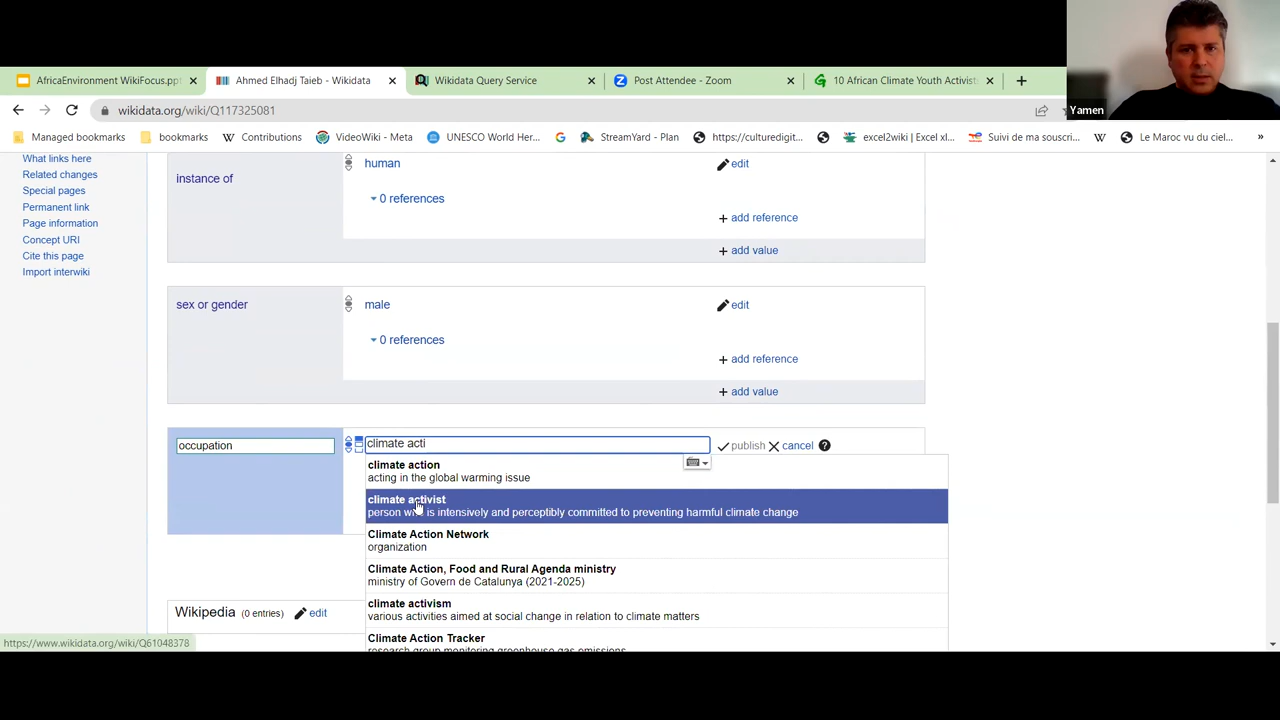 AfricaEnvironment WikiFocus.ppt
Ahmed Elhadj Taieb - Wikidata
Wikidata Query Service
Post Attendee - Zoom
10 African Climate Youth Activist
wikidata.org/wiki/Q117325081
Yamen
Managed bookmarks
bookmarks
Contributions
VideoWiki - Meta
UNESCO World Her...
StreamYard - Plan
https://culturedigit...
excel2wiki | Excel xl...
Suivi de ma souscri...
Le Maroc vu du ciel...
»
What links here
Related changes
Special pages
Permanent link
Page information
Concept URI
Cite this page
Import interwiki
instance of
human
edit
0 references
+ add reference
+ add value
sex or gender
male
edit
0 references
+ add reference
+ add value
occupation
climate acti
publish
cancel
climate action
acting in the global warming issue
climate activist
person who is intensively and perceptibly committed to preventing harmful climate change
Climate Action Network
organization
Climate Action, Food and Rural Agenda ministry
ministry of Govern de Catalunya (2021-2025)
climate activism
various activities aimed at social change in relation to climate matters
Climate Action Tracker
research group monitoring greenhouse gas emissions
Wikipedia (0 entries)
edit
https://www.wikidata.org/wiki/Q61048378